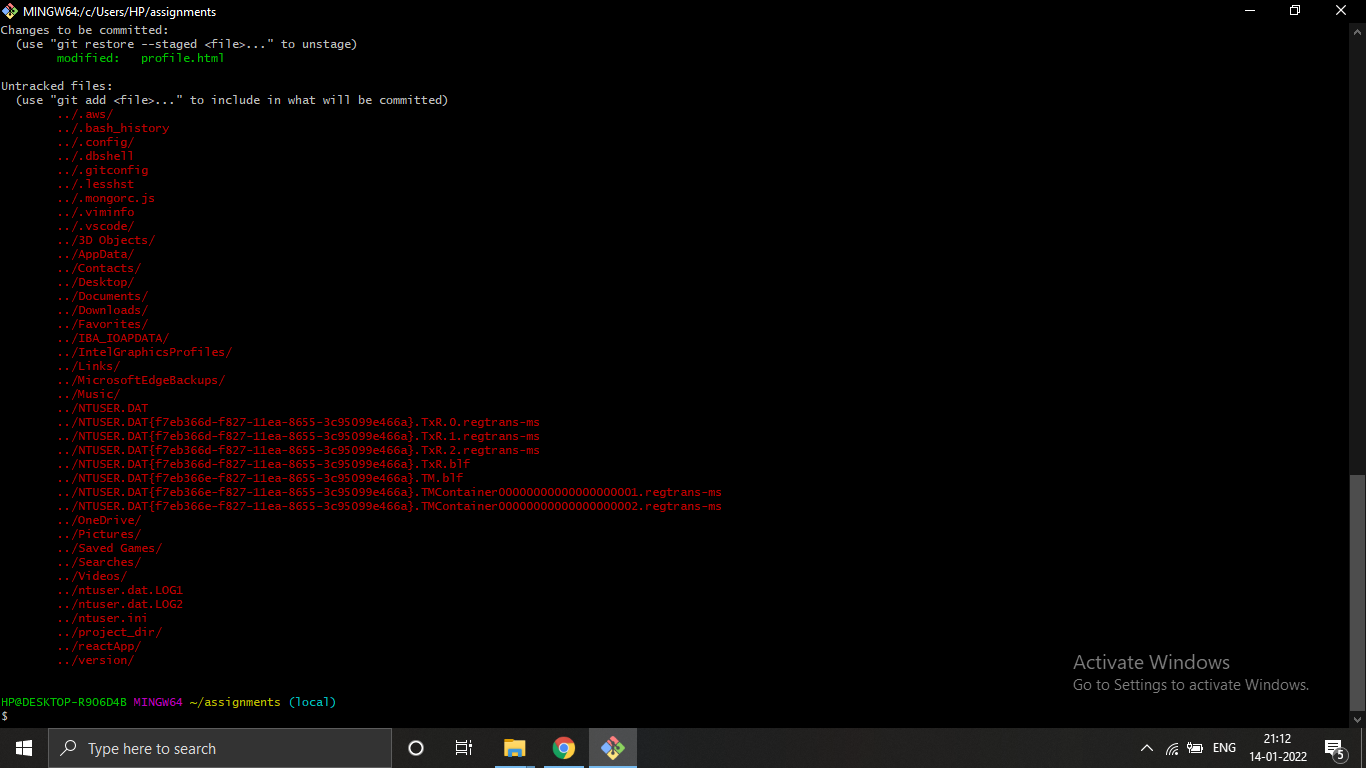 MINGW64:/c/Users/HP/assignments
Changes to be committed:
  (use "git restore --staged <file>..." to unstage)
        modified:   profile.html

Untracked files:
  (use "git add <file>..." to include in what will be committed)
        ../.aws/
        ../.bash_history
        ../.config/
        ../.dbshell
        ../.gitconfig
        ../.lesshst
        ../.mongorc.js
        ../.viminfo
        ../.vscode/
        ../3D Objects/
        ../AppData/
        ../Contacts/
        ../Desktop/
        ../Documents/
        ../Downloads/
        ../Favorites/
        ../IBA_IOAPDATA/
        ../IntelGraphicsProfiles/
        ../Links/
        ../MicrosoftEdgeBackups/
        ../Music/
        ../NTUSER.DAT
        ../NTUSER.DAT{f7eb366d-f827-11ea-8655-3c95099e466a}.TxR.0.regtrans-ms
        ../NTUSER.DAT{f7eb366d-f827-11ea-8655-3c95099e466a}.TxR.1.regtrans-ms
        ../NTUSER.DAT{f7eb366d-f827-11ea-8655-3c95099e466a}.TxR.2.regtrans-ms
        ../NTUSER.DAT{f7eb366d-f827-11ea-8655-3c95099e466a}.TxR.blf
        ../NTUSER.DAT{f7eb366e-f827-11ea-8655-3c95099e466a}.TM.blf
        ../NTUSER.DAT{f7eb366e-f827-11ea-8655-3c95099e466a}.TMContainer00000000000000000001.regtrans-ms
        ../NTUSER.DAT{f7eb366e-f827-11ea-8655-3c95099e466a}.TMContainer00000000000000000002.regtrans-ms
        ../OneDrive/
        ../Pictures/
        ../Saved Games/
        ../Searches/
        ../Videos/
        ../ntuser.dat.LOG1
        ../ntuser.dat.LOG2
        ../ntuser.ini
        ../project_dir/
        ../reactApp/
        ../version/
Activate Windows
Go to Settings to activate Windows.
HP@DESKTOP-R9O6D4B MINGW64 ~/assignments (local)
$
Type here to search
ENG
21:12
14-01-2022
5